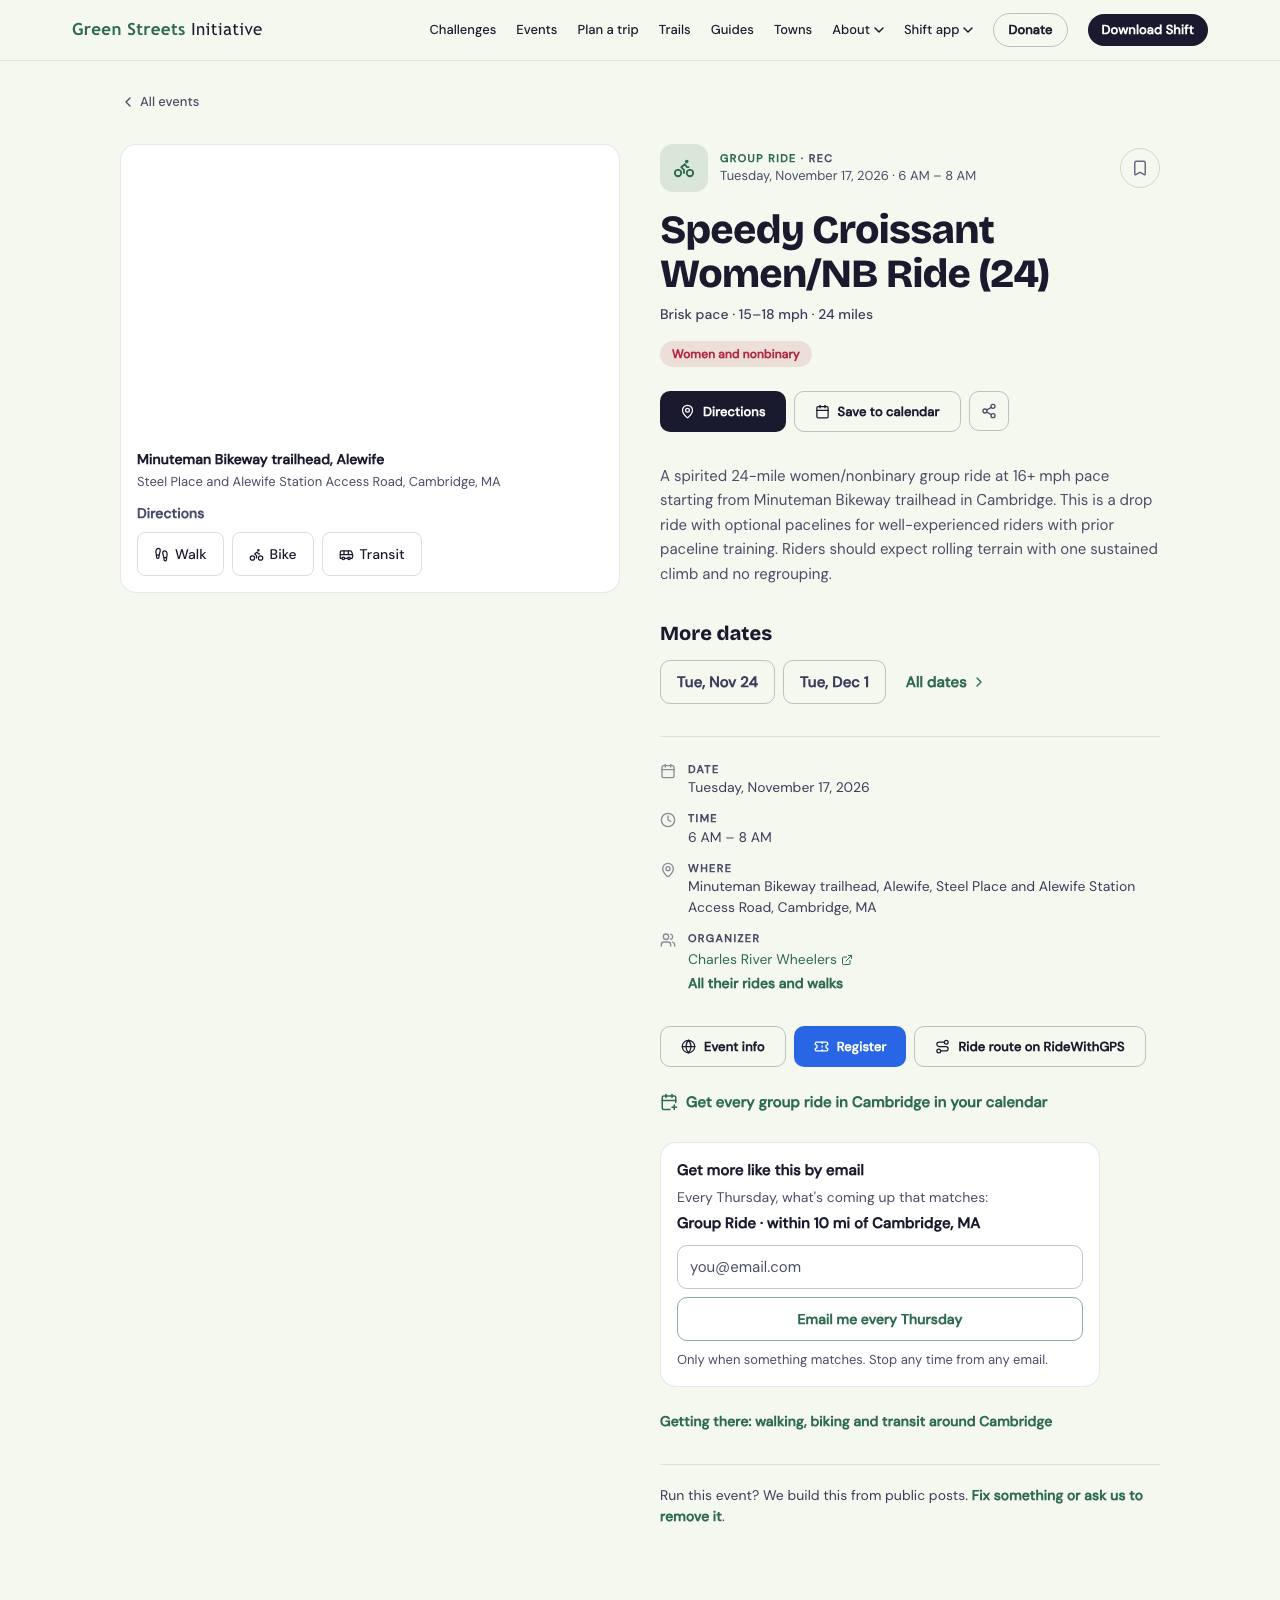 Green Streets Initiative
Challenges Events Plan a trip Trails Guides Towns About Shift app Donate Download Shift
All events
Minuteman Bikeway trailhead, Alewife
Steel Place and Alewife Station Access Road, Cambridge, MA
Directions
Walk Bike Transit
GROUP RIDE · REC
Tuesday, November 17, 2026 · 6 AM – 8 AM
Speedy Croissant
Women/NB Ride (24)
Brisk pace · 15–18 mph · 24 miles
Women and nonbinary
Directions Save to calendar
A spirited 24-mile women/nonbinary group ride at 16+ mph pace
starting from Minuteman Bikeway trailhead in Cambridge. This is a drop
ride with optional pacelines for well-experienced riders with prior
paceline training. Riders should expect rolling terrain with one sustained
climb and no regrouping.
More dates
Tue, Nov 24 Tue, Dec 1 All dates
DATE
Tuesday, November 17, 2026
TIME
6 AM – 8 AM
WHERE
Minuteman Bikeway trailhead, Alewife, Steel Place and Alewife Station
Access Road, Cambridge, MA
ORGANIZER
Charles River Wheelers
All their rides and walks
Event info Register Ride route on RideWithGPS
Get every group ride in Cambridge in your calendar
Get more like this by email
Every Thursday, what's coming up that matches:
Group Ride · within 10 mi of Cambridge, MA
you@email.com
Email me every Thursday
Only when something matches. Stop any time from any email.
Getting there: walking, biking and transit around Cambridge
Run this event? We build this from public posts. Fix something or ask us to
remove it.